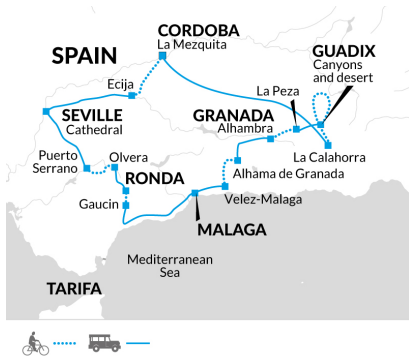 CORDOBA
La Mezquita
SPAIN
GUADIX
Canyons
and desert
Ecija
La Peza
SEVILLE
Cathedral
GRANADA
Alhambra
Puerto
Serrano
Olvera
La Calahorra
RONDA
Alhama de Granada
Gaucin
Velez-Malaga
MALAGA
Mediterranean
Sea
TARIFA